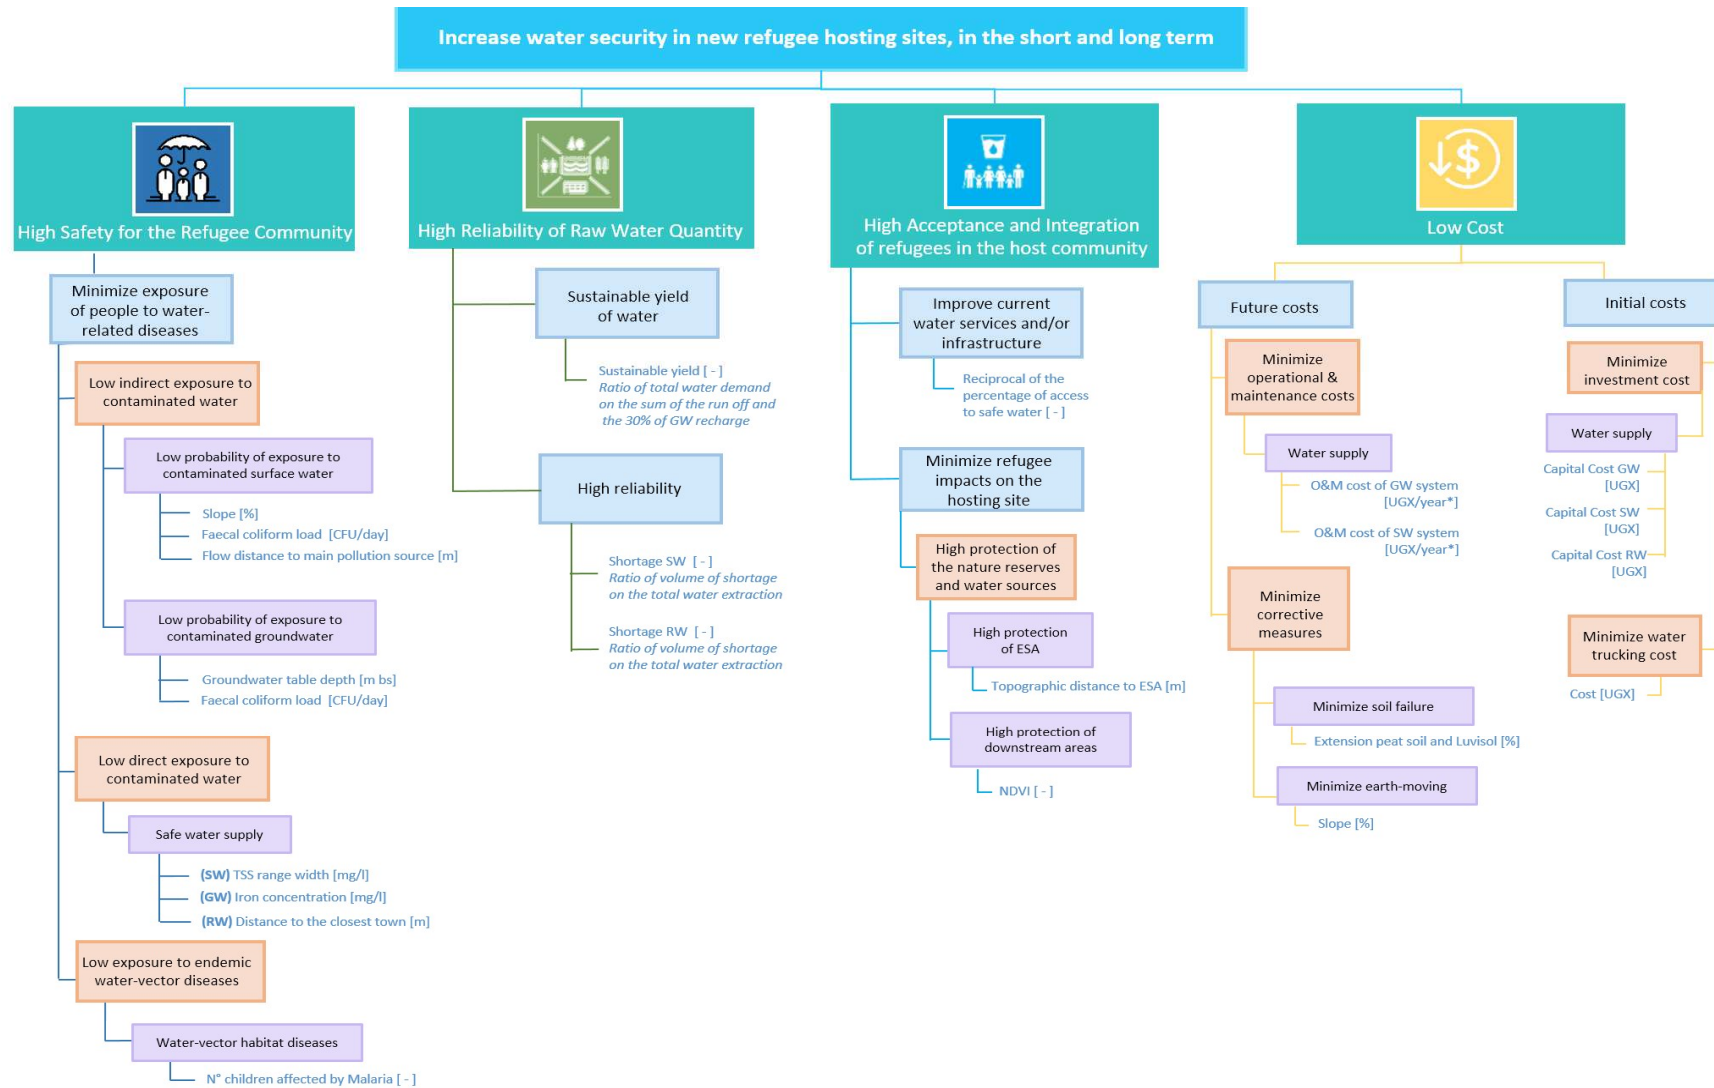 Increase water security in new refugee hosting sites, in the short and long term
High Safety for the Refugee Community
Minimize exposure
of people to water-
related diseases
Low indirect exposure to
contaminated water
Low probability of exposure to
contaminated surface water
Slope [%]
Faecal coliform load [CFU/day]
Flow distance to main pollution source [m]
Low probability of exposure to
contaminated groundwater
Groundwater table depth [m bs]
Faecal coliform load [CFU/day]
Low direct exposure to
contaminated water
Safe water supply
(SW) TSS range width [mg/l]
(GW) Iron concentration [mg/l]
(RW) Distance to the closest town [m]
Low exposure to endemic
water-vector diseases
Water-vector habitat diseases
N° children affected by Malaria [ - ]
High Reliability of Raw Water Quantity
Sustainable yield
of water
Sustainable yield [ - ]
Ratio of total water demand
on the sum of the run off and
the 30% of GW recharge
High reliability
Shortage SW [ - ]
Ratio of volume of shortage
on the total water extraction
Shortage RW [ - ]
Ratio of volume of shortage
on the total water extraction
High Acceptance and Integration
of refugees in the host community
Improve current
water services and/or
infrastructure
Reciprocal of the
percentage of access
to safe water [ - ]
Minimize refugee
impacts on the
hosting site
High protection of
the nature reserves
and water sources
High protection
of ESA
Topographic distance to ESA [m]
High protection of
downstream areas
NDVI [ - ]
$
Low Cost
Future costs
Minimize
operational &
maintenance costs
Water supply
O&M cost of GW system
[UGX/year*]
O&M cost of SW system
[UGX/year*]
Minimize
corrective
measures
Minimize soil failure
Extension peat soil and Luvisol [%]
Minimize earth-moving
Slope [%]
Initial costs
Minimize
investment cost
Water supply
Capital Cost GW
[UGX]
Capital Cost SW
[UGX]
Capital Cost RW
[UGX]
Minimize water
trucking cost
Cost [UGX]